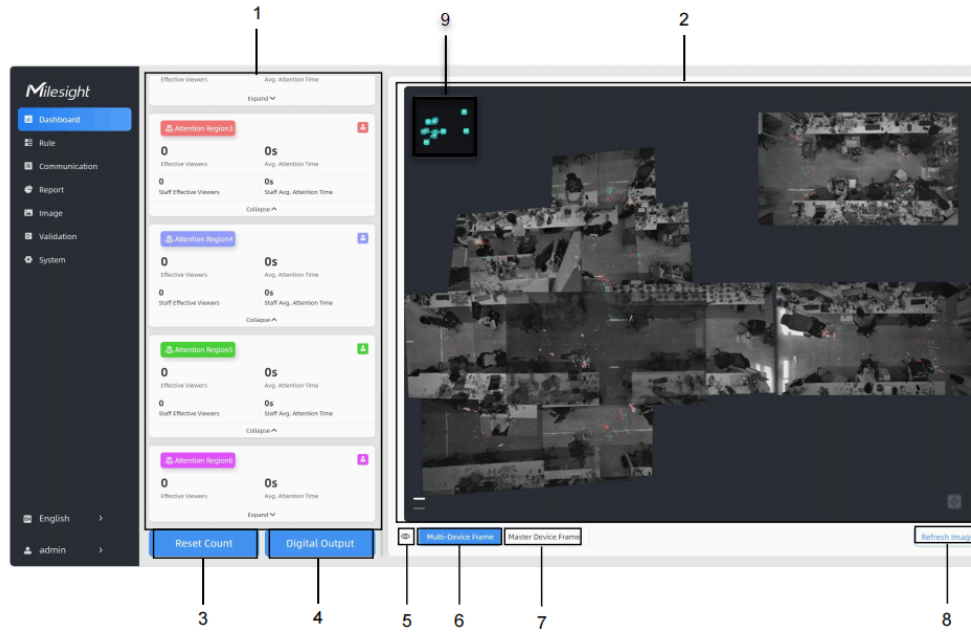 1
9
2
Milesight
Dashboard
Rule
Communication
Report
Image
Validation
System
English
admin
Effective Viewers Avg. Attention Time
Expand
Attention Region3
0 0s
Effective Viewers Avg. Attention Time
0 0s
Staff Effective Viewers Staff Avg. Attention Time
Collapse
Attention Region4
0 0s
Effective Viewers Avg. Attention Time
0 0s
Staff Effective Viewers Staff Avg. Attention Time
Collapse
Attention Region5
0 0s
Effective Viewers Avg. Attention Time
0 0s
Staff Effective Viewers Staff Avg. Attention Time
Collapse
Attention Region6
0 0s
Effective Viewers Avg. Attention Time
Expand
Reset Count Digital Output
Multi-Device Frame Master Device Frame
Refresh Image
3
4
5
6
7
8